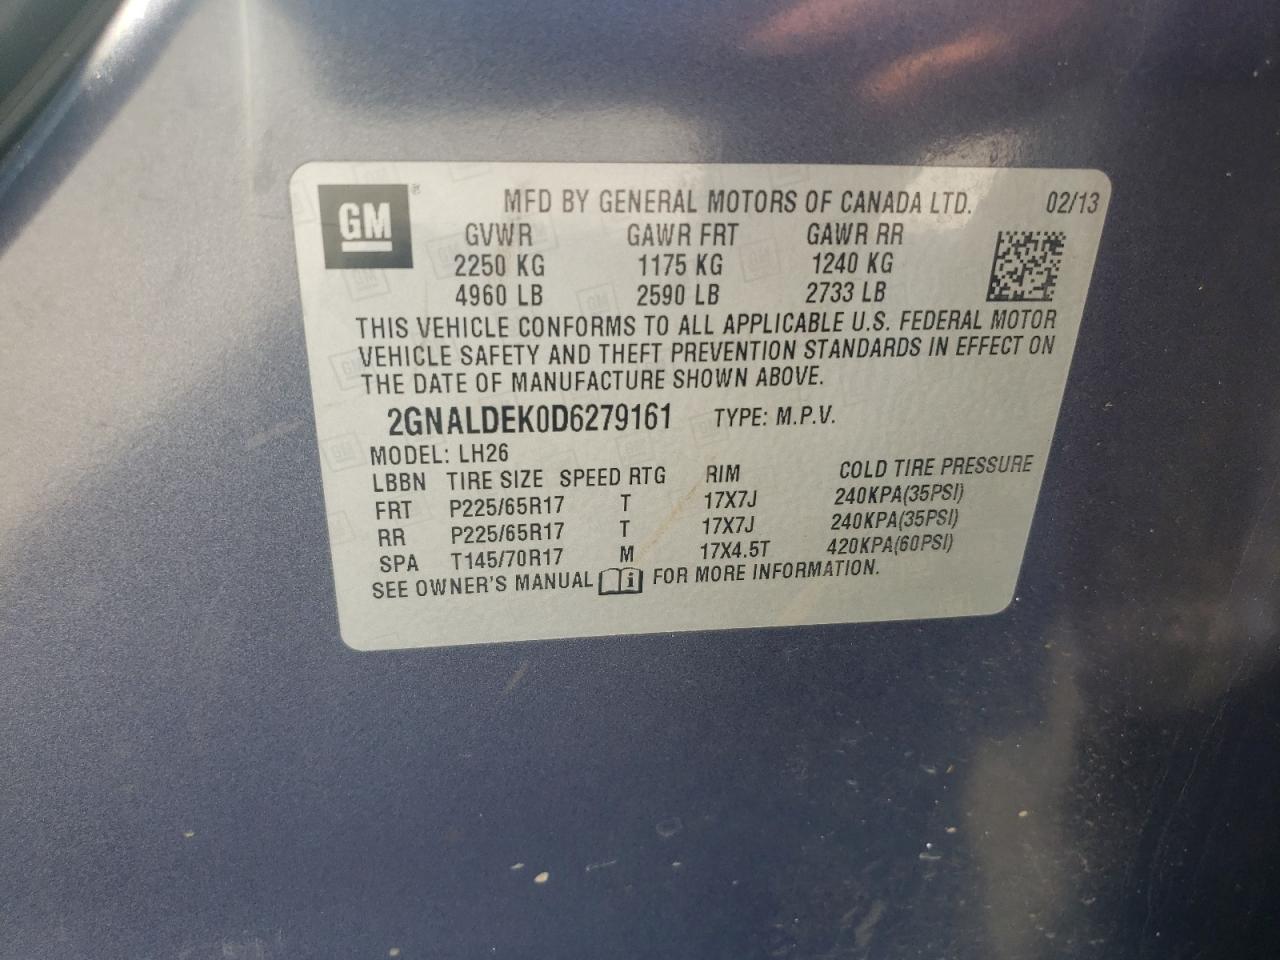 GM ® MFD BY GENERAL MOTORS OF CANADA LTD. 02/13
GVWR GAWR FRT GAWR RR
2250 KG 1175 KG 1240 KG
4960 LB 2590 LB 2733 LB
THIS VEHICLE CONFORMS TO ALL APPLICABLE U.S. FEDERAL MOTOR
VEHICLE SAFETY AND THEFT PREVENTION STANDARDS IN EFFECT ON
THE DATE OF MANUFACTURE SHOWN ABOVE.
2GNALDEK0D6279161 TYPE: M.P.V.
MODEL: LH26
LBBN TIRE SIZE SPEED RTG RIM COLD TIRE PRESSURE
FRT P225/65R17 T 17X7J 240KPA(35PSI)
RR P225/65R17 T 17X7J 240KPA(35PSI)
SPA T145/70R17 M 17X4.5T 420KPA(60PSI)
SEE OWNER'S MANUAL FOR MORE INFORMATION.